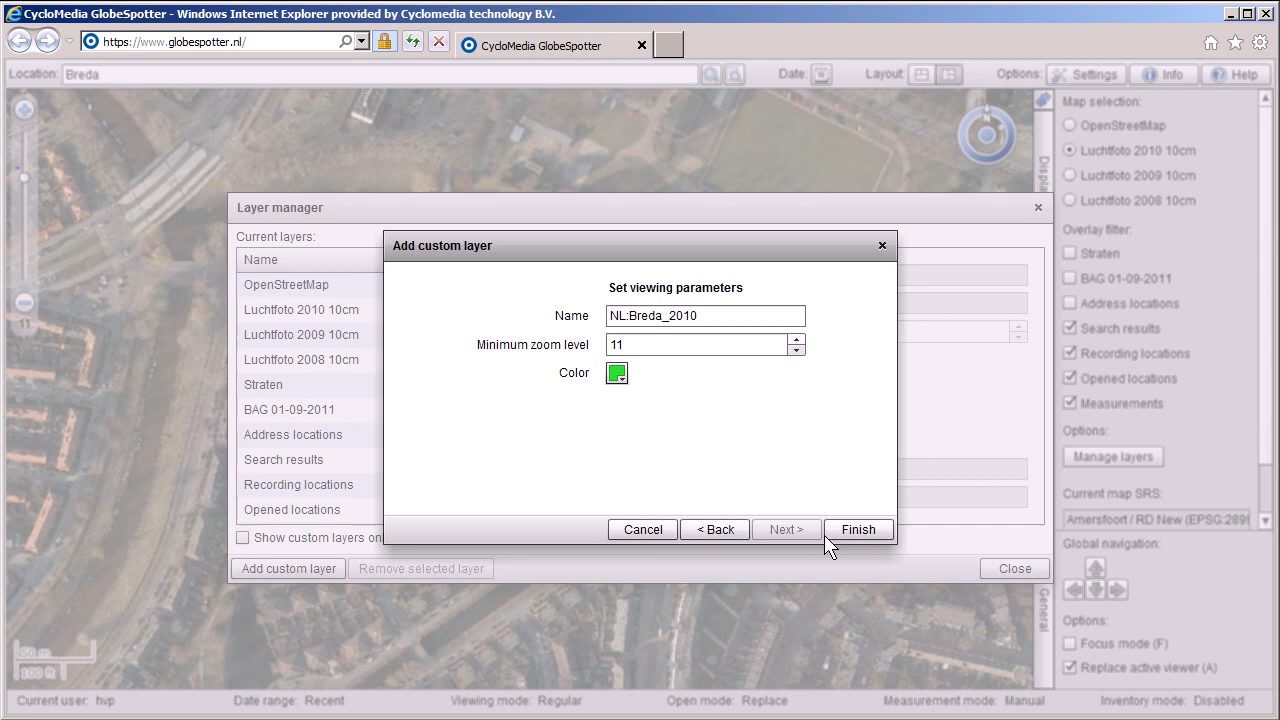 CycloMedia GlobeSpotter - Windows Internet Explorer provided by Cyclomedia technology B.V.
https://www.globespotter.nl/
CycloMedia GlobeSpotter
Location: Breda
Date:
Layout:
Options: Settings Info Help
N
Map selection:
OpenStreetMap
Luchtfoto 2010 10cm
Luchtfoto 2009 10cm
Luchtfoto 2008 10cm
Overlay filter:
Straten
BAG 01-09-2011
Address locations
Search results
Recording locations
Opened locations
Measurements
Options:
Manage layers
Current map SRS:
Amersfoort / RD New (EPSG:2899
Global navigation:
Options:
Focus mode (F)
Replace active viewer (A)
Displa
General
11
Layer manager
Current layers:
Name
OpenStreetMap
Luchtfoto 2010 10cm
Luchtfoto 2009 10cm
Luchtfoto 2008 10cm
Straten
BAG 01-09-2011
Address locations
Search results
Recording locations
Opened locations
Show custom layers on
Add custom layer
Remove selected layer
Close
Add custom layer
Set viewing parameters
Name NL:Breda_2010
Minimum zoom level 11
Color
Cancel
< Back
Next >
Finish
50 m
100 ft
Current user: hvp
Date range: Recent
Viewing mode: Regular
Open mode: Replace
Measurement mode: Manual
Inventory mode: Disabled